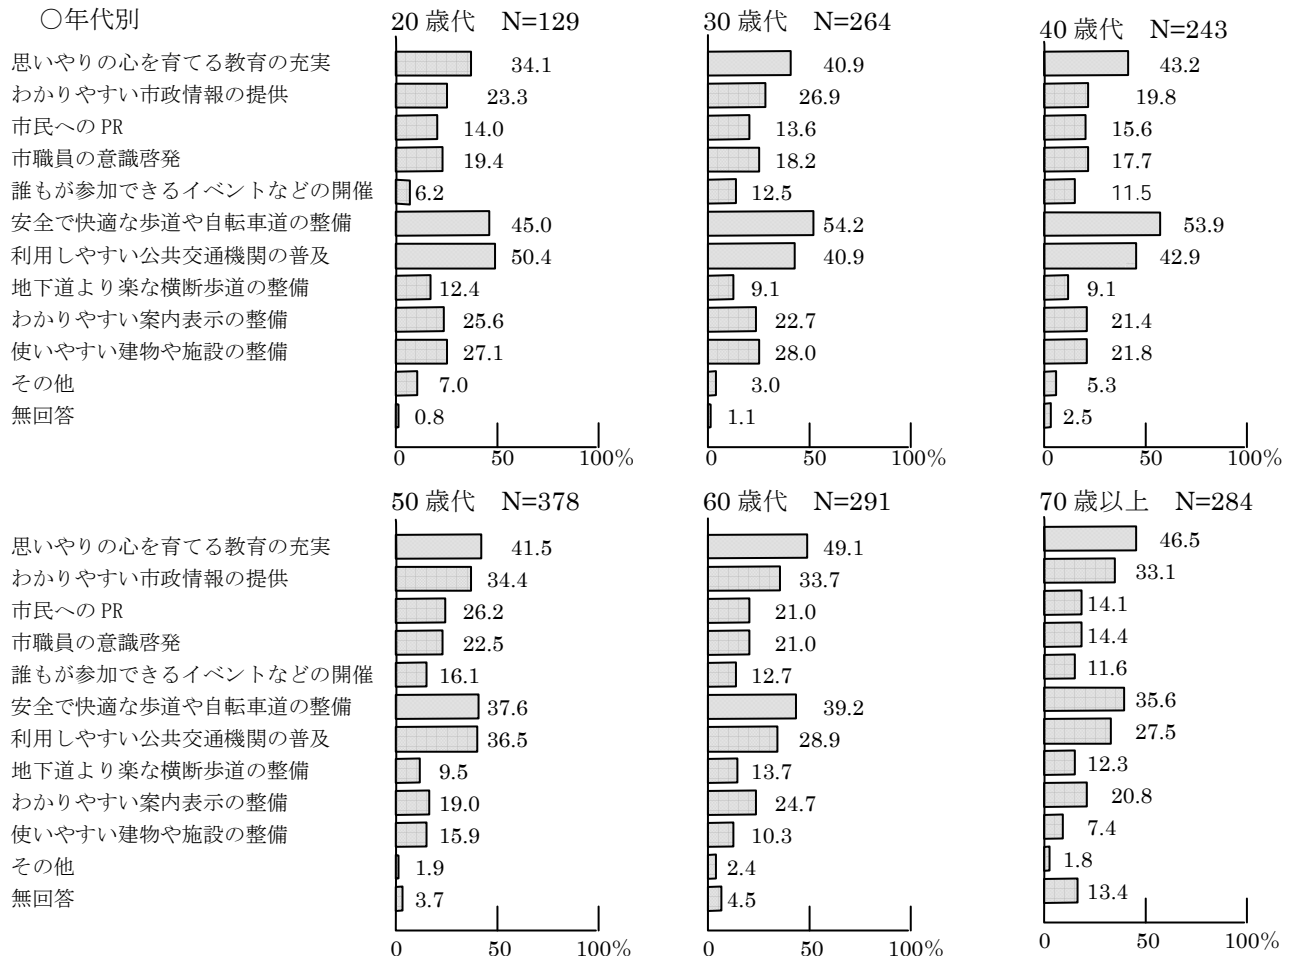 〇年代別 20 歳代 N=129 30 歳代 N=264 40 歳代 N=243
思いやりの心を育てる教育の充実 34.1 40.9 43.2
わかりやすい市政情報の提供 23.3 26.9 19.8
市民への PR 14.0 13.6 15.6
市職員の意識啓発 19.4 18.2 17.7
誰もが参加できるイベントなどの開催 6.2 12.5 11.5
安全で快適な歩道や自転車道の整備 45.0 54.2 53.9
利用しやすい公共交通機関の普及 50.4 40.9 42.9
地下道より楽な横断歩道の整備 12.4 9.1 9.1
わかりやすい案内表示の整備 25.6 22.7 21.4
使いやすい建物や施設の整備 27.1 28.0 21.8
その他 7.0 3.0 5.3
無回答 0.8 1.1 2.5
0 50 100% 0 50 100% 0 50 100%
50 歳代 N=378 60 歳代 N=291 70 歳以上 N=284
思いやりの心を育てる教育の充実 41.5 49.1 46.5
わかりやすい市政情報の提供 34.4 33.7 33.1
市民への PR 26.2 21.0 14.1
市職員の意識啓発 22.5 21.0 14.4
誰もが参加できるイベントなどの開催 16.1 12.7 11.6
安全で快適な歩道や自転車道の整備 37.6 39.2 35.6
利用しやすい公共交通機関の普及 36.5 28.9 27.5
地下道より楽な横断歩道の整備 9.5 13.7 12.3
わかりやすい案内表示の整備 19.0 24.7 20.8
使いやすい建物や施設の整備 15.9 10.3 7.4
その他 1.9 2.4 1.8
無回答 3.7 4.5 13.4
0 50 100% 0 50 100% 0 50 100%